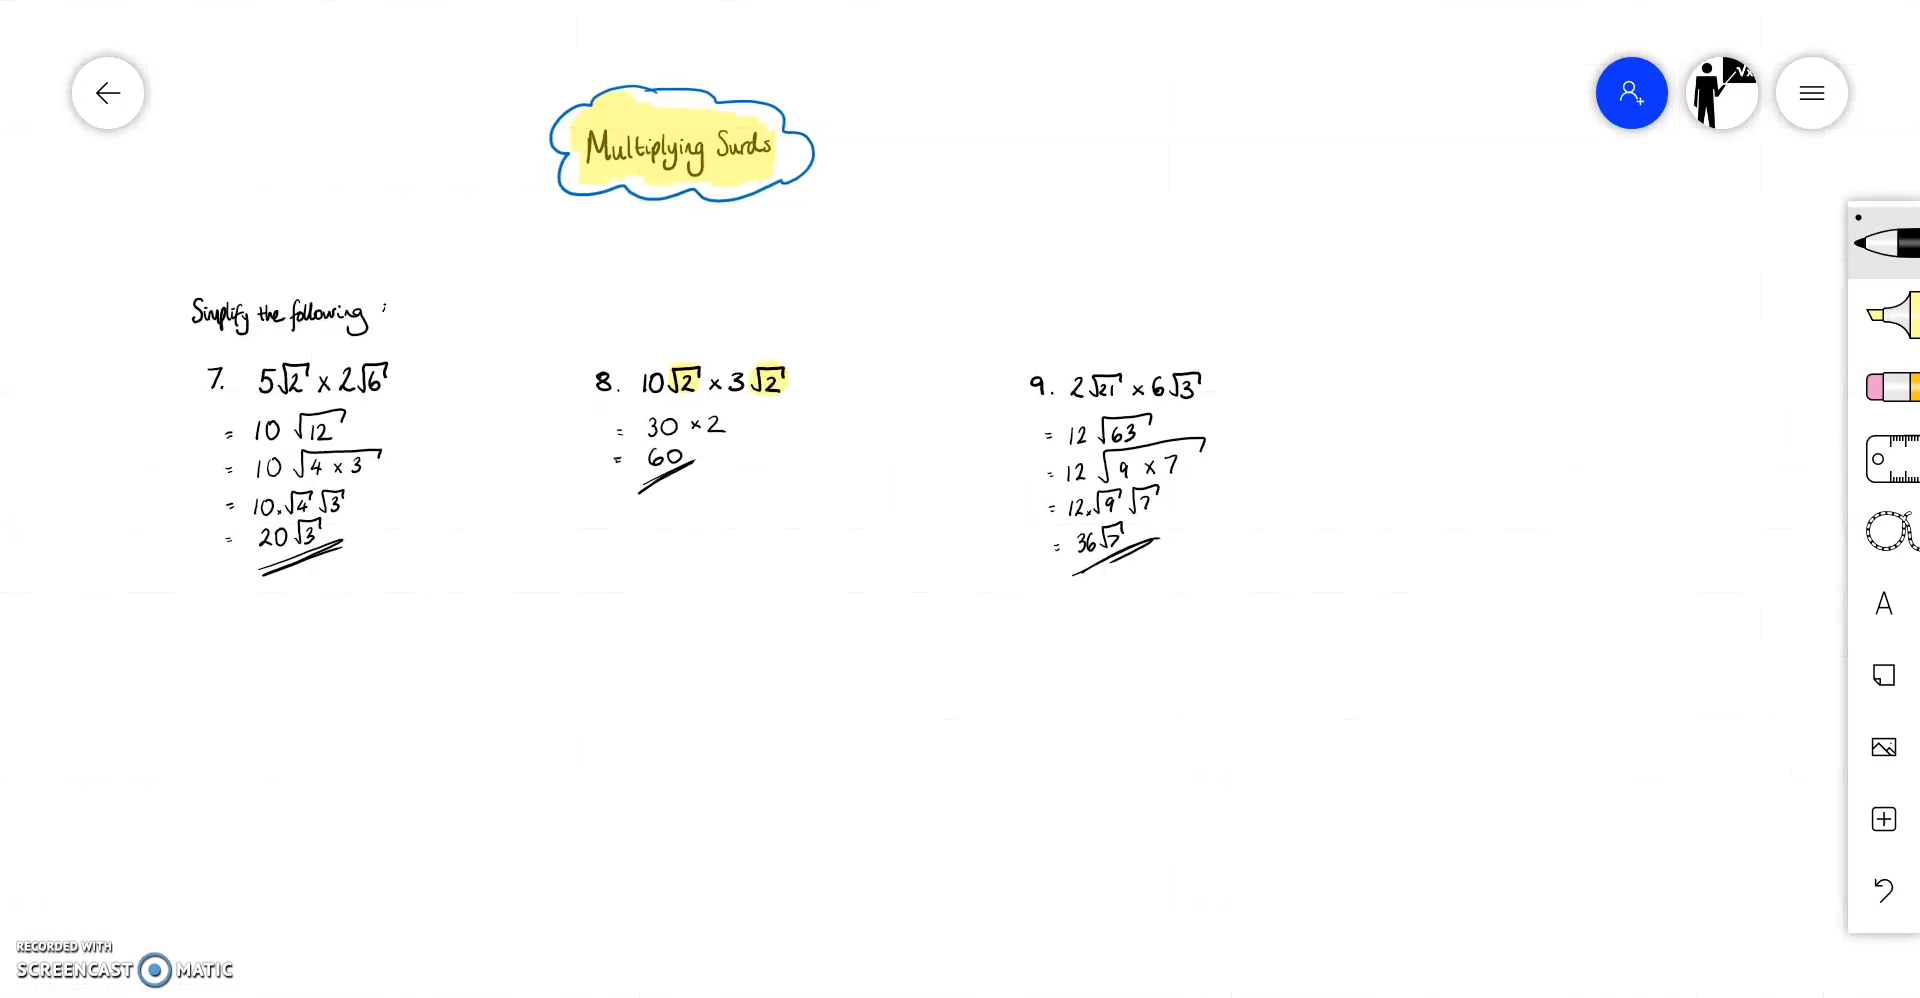 Multiplying Surds
Simplify the following :
7. 5√2 × 2√6
= 10 √12
= 10 √4 × 3
= 10 × √4 √3
= 20√3
8. 10√2 × 3√2
= 30 × 2
= 60
9. 2√21 × 6√3
= 12 √63
= 12 √9 × 7
= 12 × √9 √7
= 36√7
√x
A
RECORDED WITH
SCREENCAST MATIC